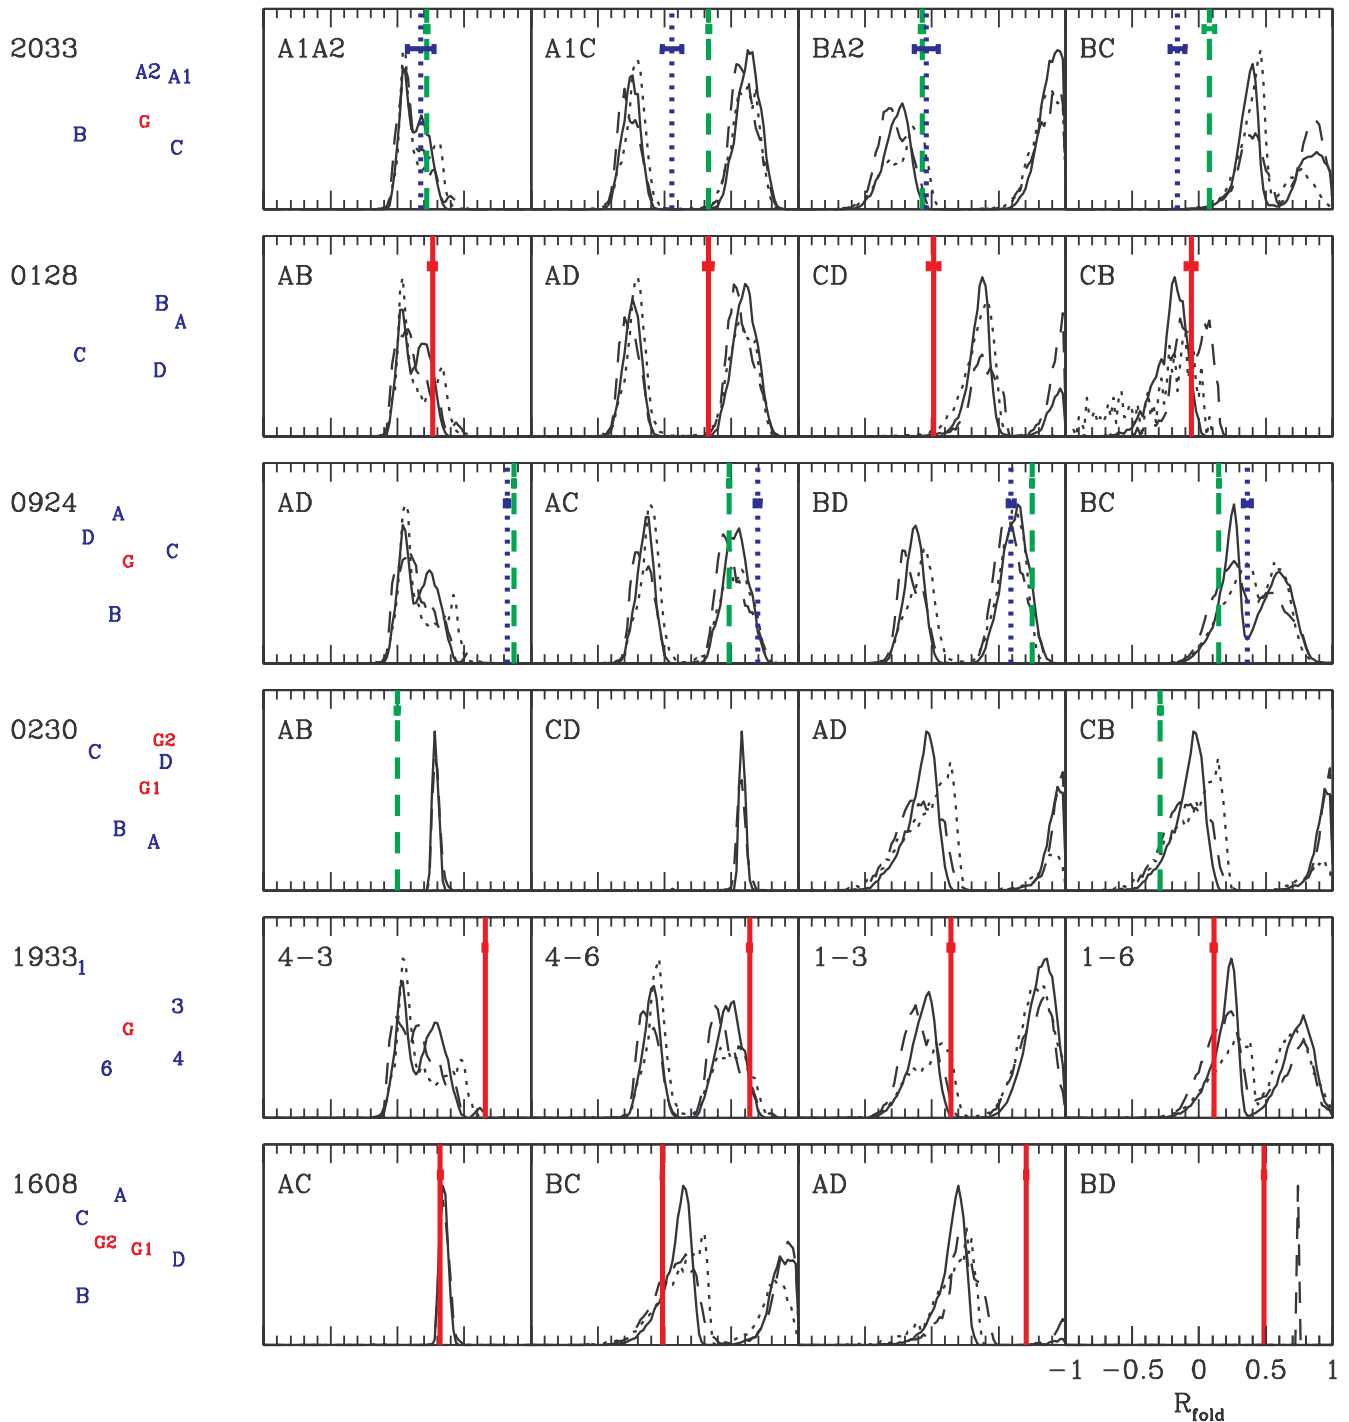 2033 A2 A1 G B C A1A2 A1C BA2 BC
0128 B A C D AB AD CD CB
0924 A D C G B AD AC BD BC
0230 G2 C D G1 B A AB CD AD CB
1933 1 3 G 4 6 4-3 4-6 1-3 1-6
1608 A C G2 G1 D B AC BC AD BD
-1 -0.5 0 0.5 1
Rfold